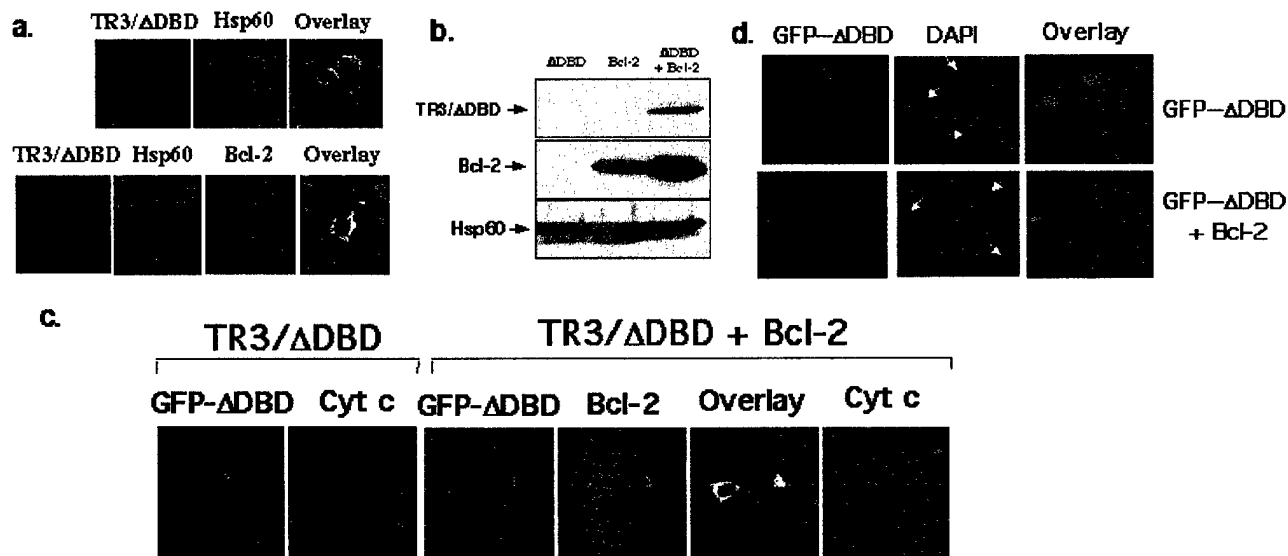 a.
TR3/ΔDBD Hsp60 Overlay
TR3/ΔDBD Hsp60 Bcl-2 Overlay
b.
ΔDBD Bcl-2 ΔDBD + Bcl-2
TR3/ΔDBD
Bcl-2
Hsp60
d.
GFP–ΔDBD DAPI Overlay
GFP–ΔDBD
GFP–ΔDBD
+ Bcl-2
c.
TR3/ΔDBD TR3/ΔDBD + Bcl-2
GFP-ΔDBD Cyt c GFP-ΔDBD Bcl-2 Overlay Cyt c